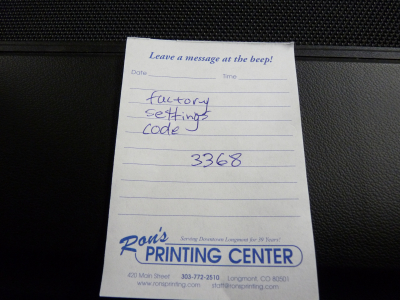 Leave a message at the beep!
Date Time
factory
settings
code
3368
Ron's
Serving Downtown Longmont for 30 Years!
PRINTING CENTER
420 Main Street 303-772-2510 Longmont, CO 80501
www.ronsprinting.com staff@ronsprinting.com